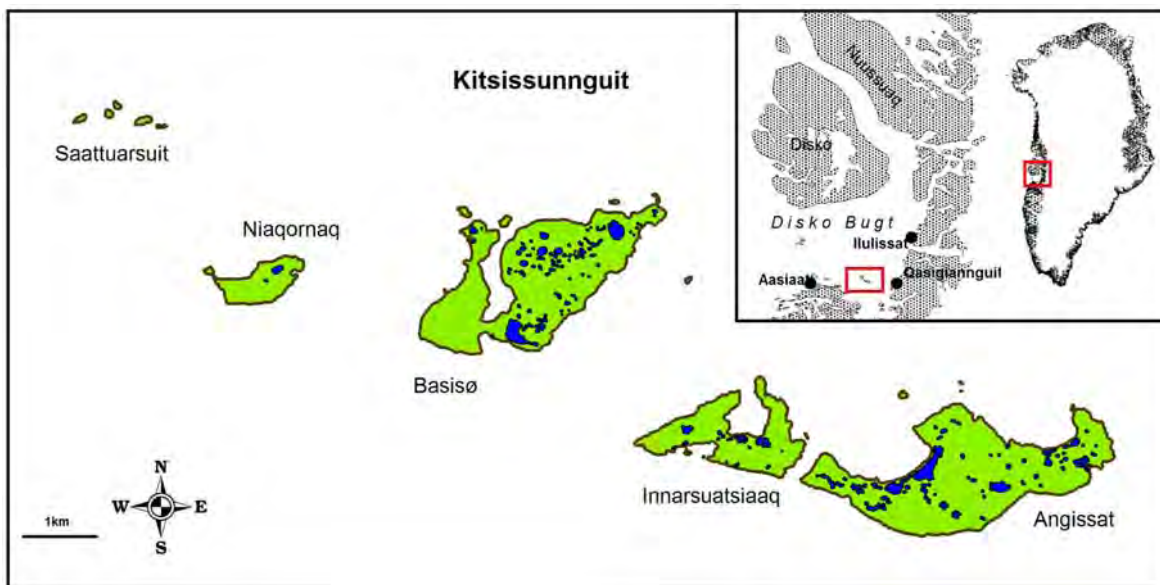 Kitsissunnguit
Saattuarsuit
Niaqornaq
Basisø
Innarsuatsiaaq
Angissat
N
W E
S
1km
Nuussuaq
Disko
Disko Bugt
Ilulissat
Aasiaat
Qasigiannguit